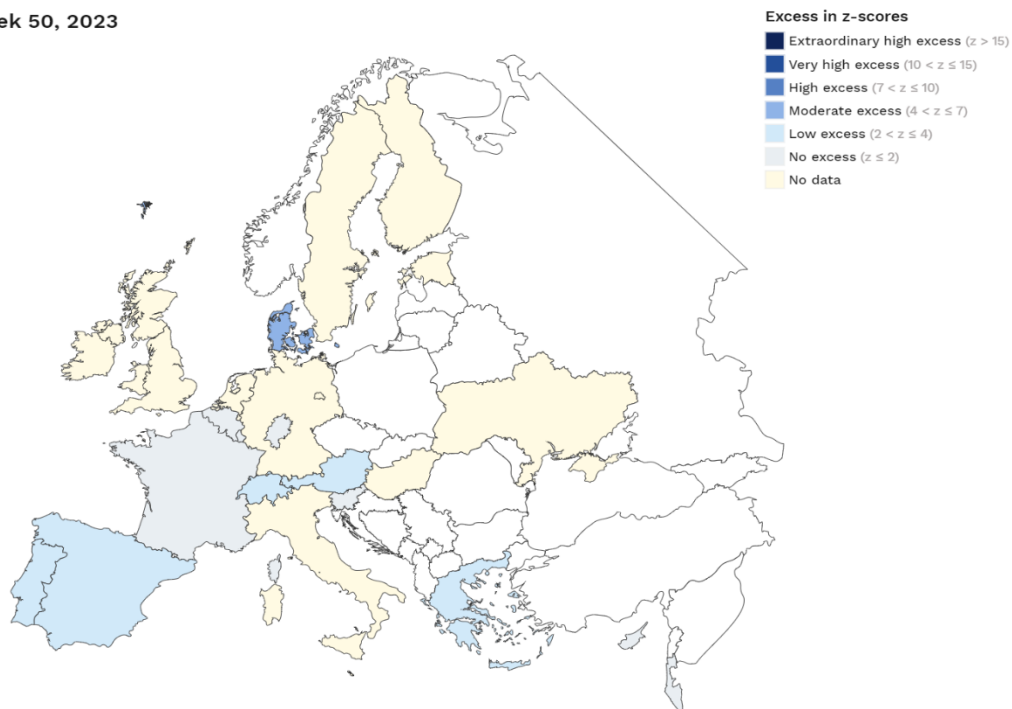 ek 50, 2023
Excess in z-scores
Extraordinary high excess (z > 15)
Very high excess (10 < z ≤ 15)
High excess (7 < z ≤ 10)
Moderate excess (4 < z ≤ 7)
Low excess (2 < z ≤ 4)
No excess (z ≤ 2)
No data